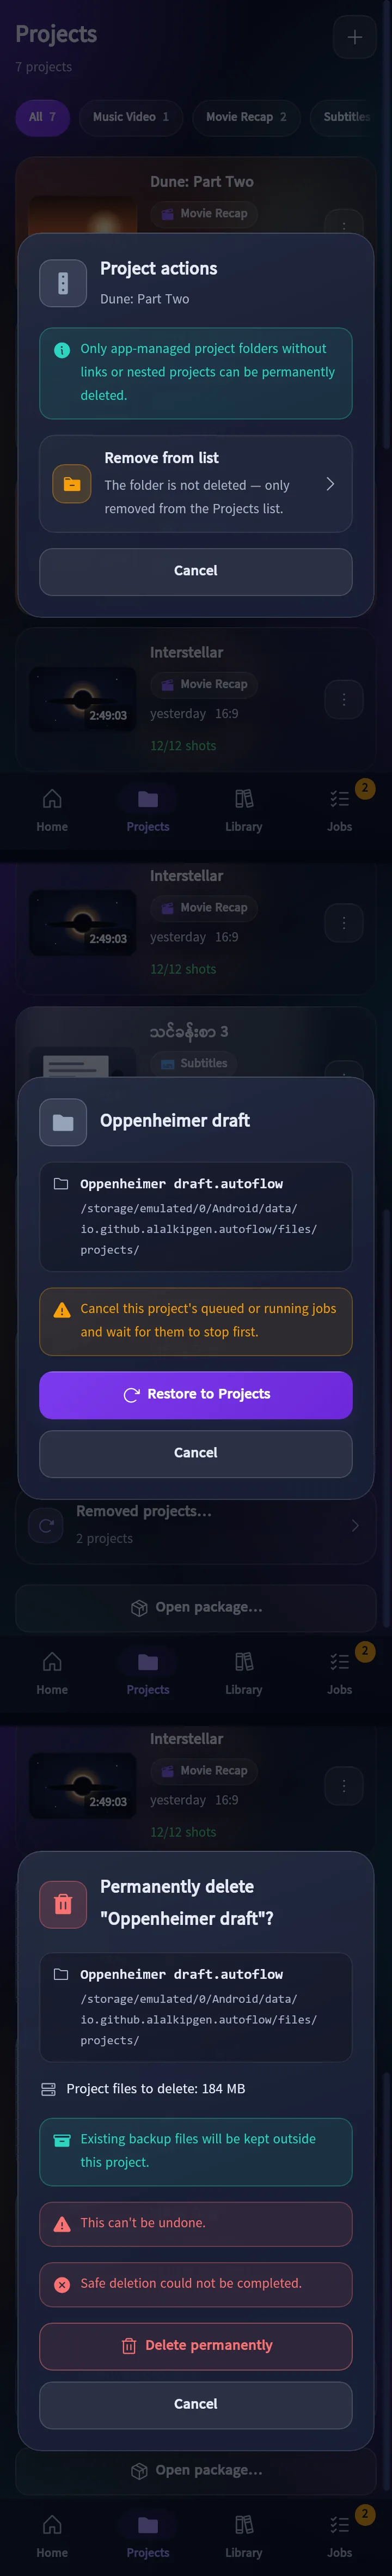 Projects
7 projects
All 7
Music Video 1
Movie Recap 2
Subtitles
Dune: Part Two
Movie Recap
Project actions
Dune: Part Two
Only app-managed project folders without
links or nested projects can be permanently
deleted.
Remove from list
The folder is not deleted — only
removed from the Projects list.
Cancel
Interstellar
Movie Recap
2:49:03
yesterday 16:9
12/12 shots
2
Home
Projects
Library
Jobs
Interstellar
Movie Recap
2:49:03
yesterday 16:9
12/12 shots
သင်ခန်းစာ 3
Subtitles
Oppenheimer draft
Oppenheimer draft.autoflow
/storage/emulated/0/Android/data/
io.github.alalkipgen.autoflow/files/
projects/
Cancel this project's queued or running jobs
and wait for them to stop first.
Restore to Projects
Cancel
Removed projects…
2 projects
Open package…
2
Home
Projects
Library
Jobs
Interstellar
Movie Recap
2:49:03
yesterday 16:9
12/12 shots
Permanently delete
"Oppenheimer draft"?
Oppenheimer draft.autoflow
/storage/emulated/0/Android/data/
io.github.alalkipgen.autoflow/files/
projects/
Project files to delete: 184 MB
Existing backup files will be kept outside
this project.
This can't be undone.
Safe deletion could not be completed.
Delete permanently
Cancel
Open package…
2
Home
Projects
Library
Jobs